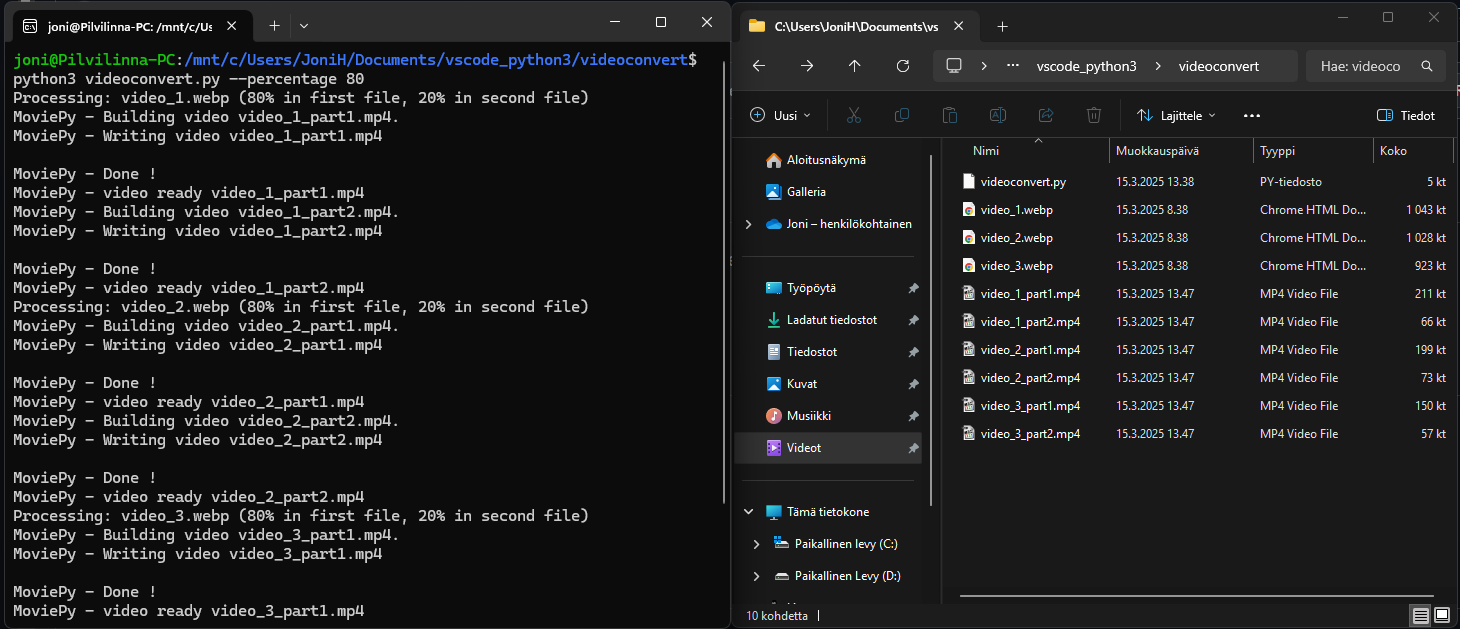 joni@Pilvilinna-PC: /mnt/c/Us
joni@Pilvilinna-PC:/mnt/c/Users/JoniH/Documents/vscode_python3/videoconvert$
python3 videoconvert.py --percentage 80
Processing: video_1.webp (80% in first file, 20% in second file)
MoviePy - Building video video_1_part1.mp4.
MoviePy - Writing video video_1_part1.mp4
MoviePy - Done !
MoviePy - video ready video_1_part1.mp4
MoviePy - Building video video_1_part2.mp4.
MoviePy - Writing video video_1_part2.mp4
MoviePy - Done !
MoviePy - video ready video_1_part2.mp4
Processing: video_2.webp (80% in first file, 20% in second file)
MoviePy - Building video video_2_part1.mp4.
MoviePy - Writing video video_2_part1.mp4
MoviePy - Done !
MoviePy - video ready video_2_part1.mp4
MoviePy - Building video video_2_part2.mp4.
MoviePy - Writing video video_2_part2.mp4
MoviePy - Done !
MoviePy - video ready video_2_part2.mp4
Processing: video_3.webp (80% in first file, 20% in second file)
MoviePy - Building video video_3_part1.mp4.
MoviePy - Writing video video_3_part1.mp4
MoviePy - Done !
MoviePy - video ready video_3_part1.mp4
C:\Users\JoniH\Documents\vs
vscode_python3 > videoconvert
Hae: videoco
Uusi
Lajittele
Tiedot
Aloitusnäkymä
Galleria
Joni – henkilökohtainen
Työpöytä
Ladatut tiedostot
Tiedostot
Kuvat
Musiikki
Videot
Tämä tietokone
Paikallinen levy (C:)
Paikallinen Levy (D:)
Nimi Muokkauspäivä Tyyppi Koko
videoconvert.py 15.3.2025 13.38 PY-tiedosto 5 kt
video_1.webp 15.3.2025 8.38 Chrome HTML Do... 1 043 kt
video_2.webp 15.3.2025 8.38 Chrome HTML Do... 1 028 kt
video_3.webp 15.3.2025 8.38 Chrome HTML Do... 923 kt
video_1_part1.mp4 15.3.2025 13.47 MP4 Video File 211 kt
video_1_part2.mp4 15.3.2025 13.47 MP4 Video File 66 kt
video_2_part1.mp4 15.3.2025 13.47 MP4 Video File 199 kt
video_2_part2.mp4 15.3.2025 13.47 MP4 Video File 73 kt
video_3_part1.mp4 15.3.2025 13.47 MP4 Video File 150 kt
video_3_part2.mp4 15.3.2025 13.47 MP4 Video File 57 kt
10 kohdetta